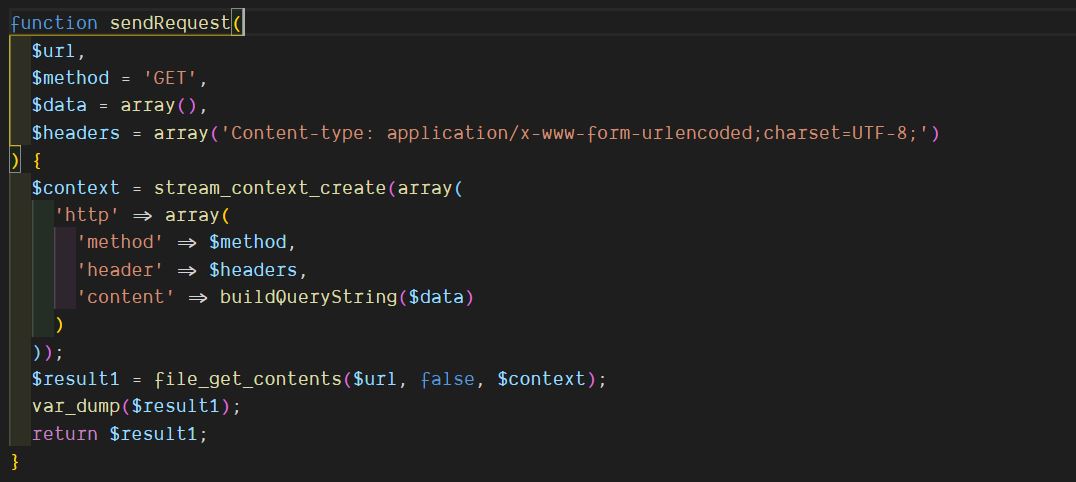 function sendRequest(
  $url,
  $method = 'GET',
  $data = array(),
  $headers = array('Content-type: application/x-www-form-urlencoded;charset=UTF-8;')
) {
  $context = stream_context_create(array(
    'http' => array(
      'method' => $method,
      'header' => $headers,
      'content' => buildQueryString($data)
    )
  ));
  $result1 = file_get_contents($url, false, $context);
  var_dump($result1);
  return $result1;
}